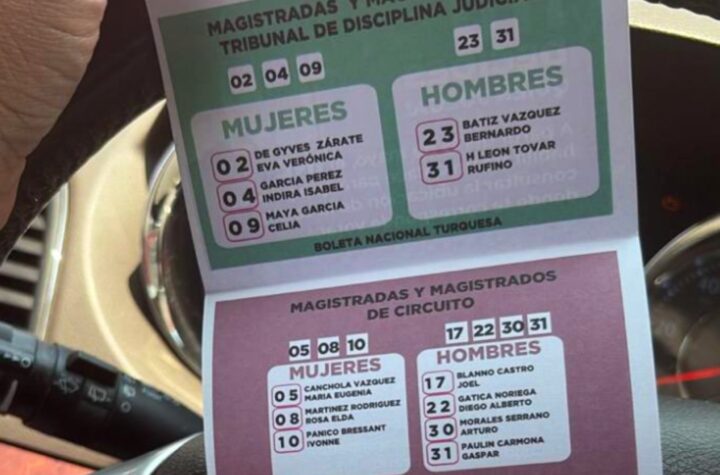 MAGISTRADAS Y
TRIBUNAL DE DISCIPLINA
02 04 09
23 31
MUJERES
02 DE GYVES ZÁRATE
EVA VERÓNICA
04 GARCIA PEREZ
INDIRA ISABEL
09 MAYA GARCIA
CELIA
HOMBRES
23 BATIZ VAZQUEZ
BERNARDO
31 H LEON TOVAR
RUFINO
BOLETA NACIONAL TURQUESA
MAGISTRADAS Y MAGISTRADOS
DE CIRCUITO
05 08 10
17 22 30 31
MUJERES
05 CANCHOLA VAZQUEZ
MARIA EUGENIA
08 MARTINEZ RODRIGUEZ
ROSA ELDA
10 PANICO BRESSANT
IVONNE
HOMBRES
17 BLANNO CASTRO
JOEL
22 GATICA NORIEGA
DIEGO ALBERTO
30 MORALES SERRANO
ARTURO
31 PAULIN CARMONA
GASPAR